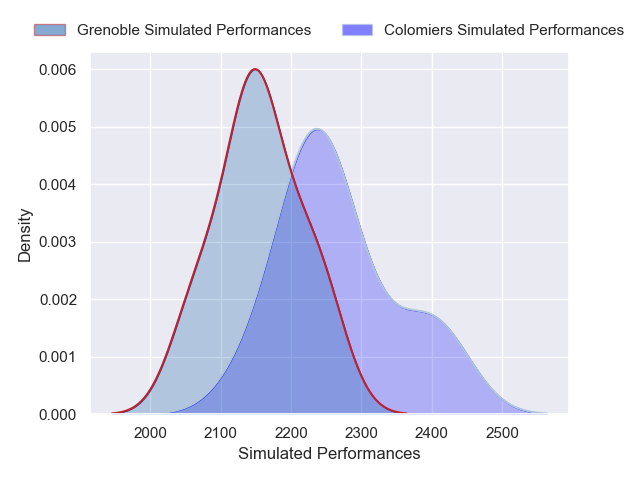 Grenoble Simulated Performances
Colomiers Simulated Performances
0.006
0.005
0.004
0.003
0.002
0.001
0.000
Density
2000 2100 2200 2300 2400 2500
Simulated Performances